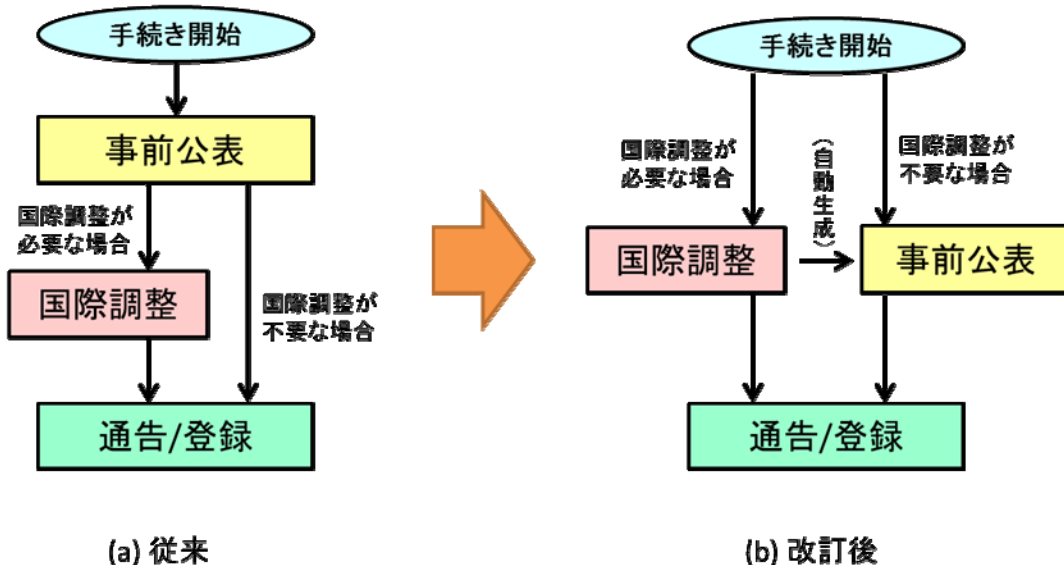 手続き開始
事前公表
国際調整が
必要な場合
国際調整
国際調整が
不要な場合
通告/登録
(a) 従来
手続き開始
国際調整が
必要な場合
(自動生成)
国際調整が
不要な場合
国際調整
事前公表
通告/登録
(b) 改訂後